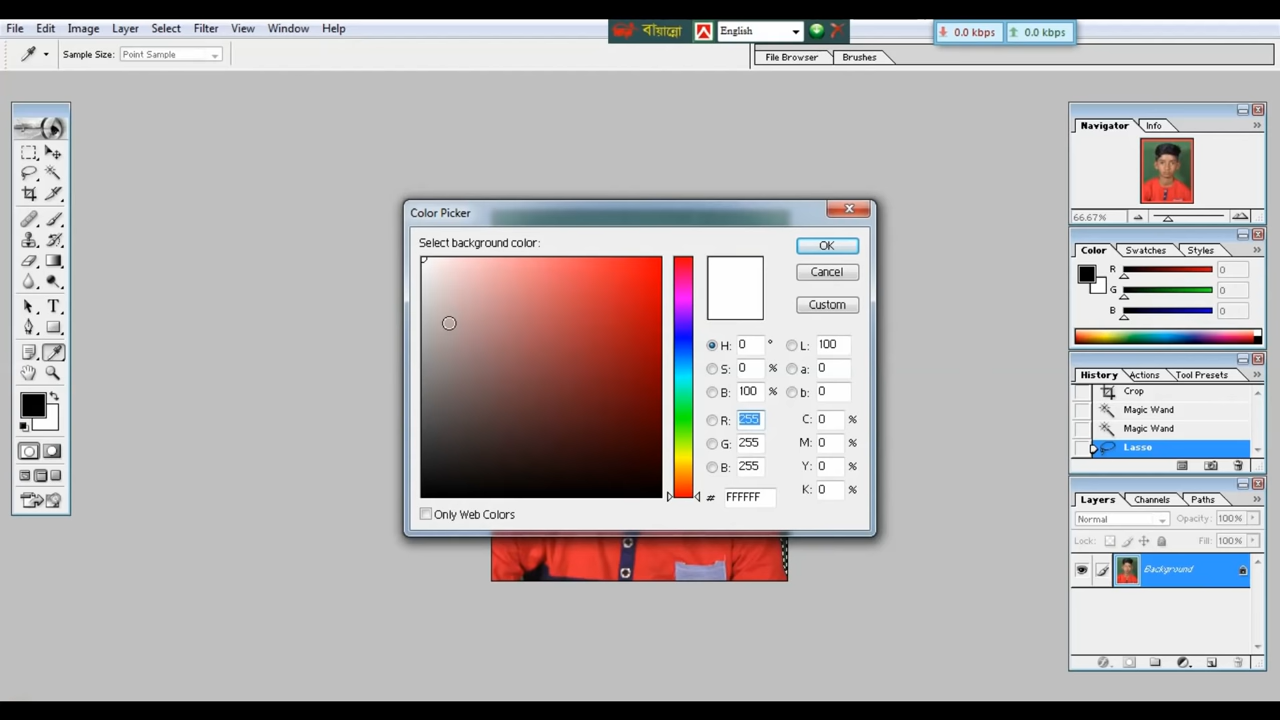 File Edit Image Layer Select Filter View Window Help
বায়ান্নো English
0.0 kbps 0.0 kbps
Sample Size: Point Sample
File Browser Brushes
Navigator Info
66.67%
Color Swatches Styles
R 0
G 0
B 0
History Actions Tool Presets
Crop
Magic Wand
Magic Wand
Lasso
Layers Channels Paths
Normal Opacity: 100%
Lock: Fill: 100%
Background
Color Picker
Select background color:
OK
Cancel
Custom
H: 0 ° L: 100
S: 0 % a: 0
B: 100 % b: 0
R: 255 C: 0 %
G: 255 M: 0 %
B: 255 Y: 0 %
# FFFFFF K: 0 %
Only Web Colors